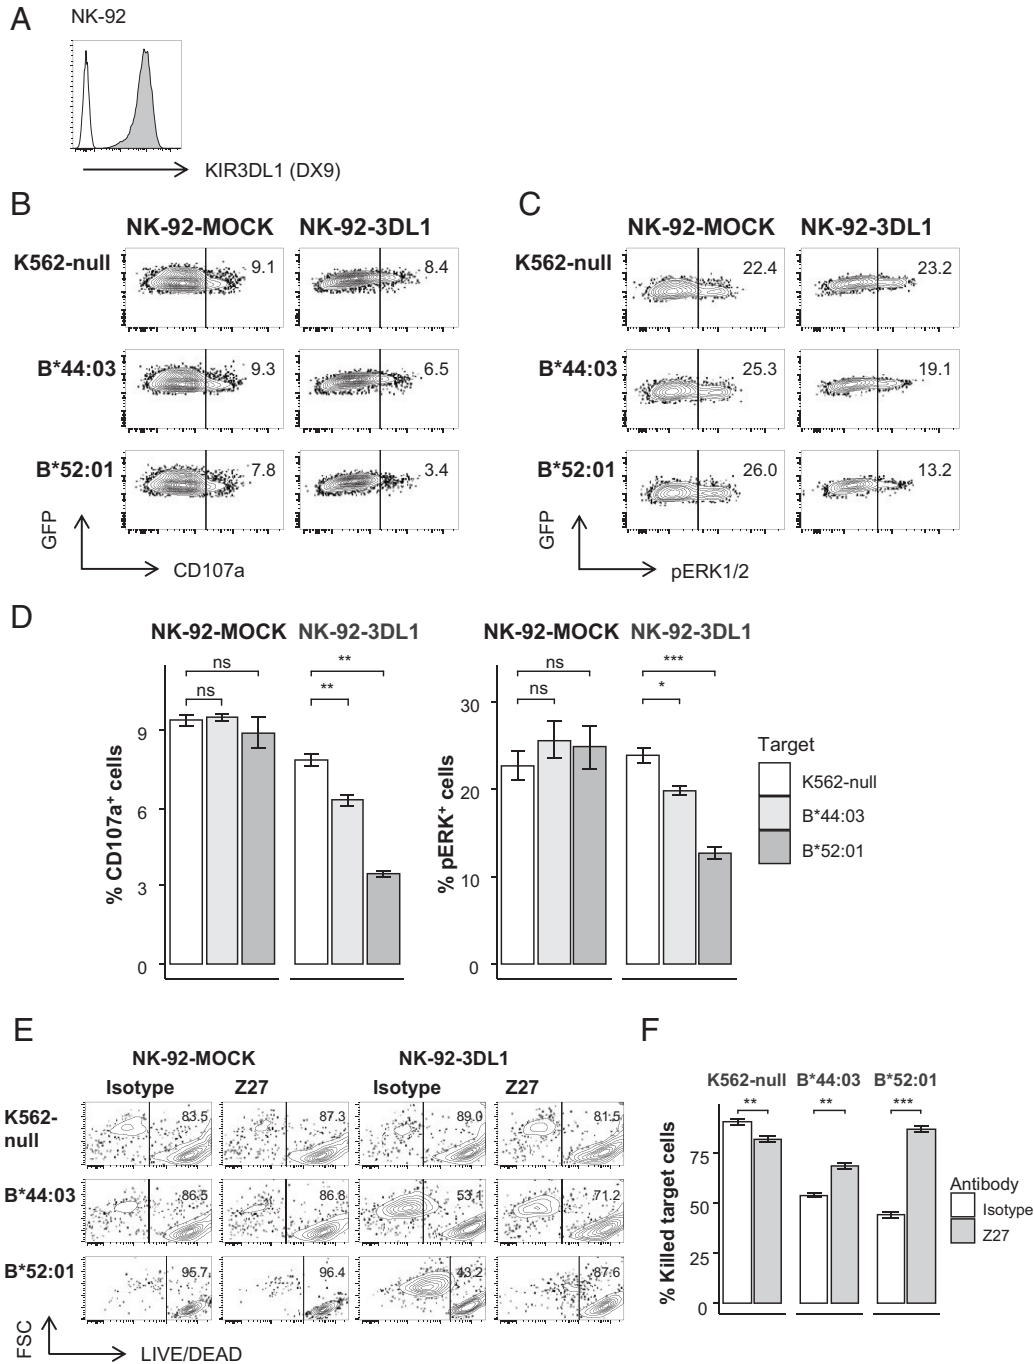 A
NK-92
KIR3DL1 (DX9)
B
NK-92-MOCK NK-92-3DL1
K562-null 9.1 8.4
B*44:03 9.3 6.5
B*52:01 7.8 3.4
GFP
CD107a
C
NK-92-MOCK NK-92-3DL1
K562-null 22.4 23.2
B*44:03 25.3 19.1
B*52:01 26.0 13.2
GFP
pERK1/2
D
NK-92-MOCK NK-92-3DL1
ns **
ns **
% CD107a+ cells
9
6
3
0
NK-92-MOCK NK-92-3DL1
ns ***
ns *
% pERK+ cells
30
20
10
0
Target
K562-null
B*44:03
B*52:01
E
NK-92-MOCK NK-92-3DL1
Isotype Z27 Isotype Z27
K562-
null
83.5 87.3 89.0 81.5
B*44:03 86.5 86.8 53.1 71.2
B*52:01 95.7 96.4 43.2 87.6
FSC
LIVE/DEAD
F
K562-null B*44:03 B*52:01
** ** ***
% Killed target cells
75
50
25
0
Antibody
Isotype
Z27